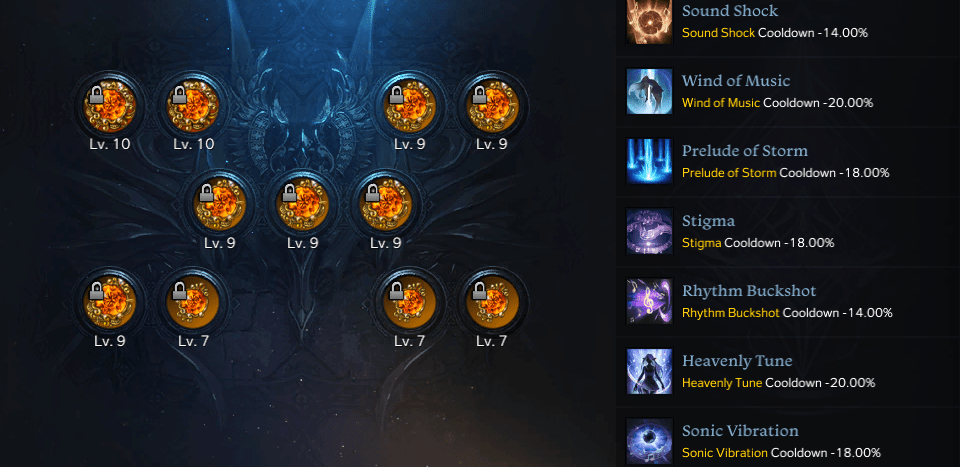 Lv. 10 Lv. 10 Lv. 9 Lv. 9
Lv. 9 Lv. 9 Lv. 9
Lv. 9 Lv. 7 Lv. 7 Lv. 7
Sound Shock
Sound Shock Cooldown -14.00%
Wind of Music
Wind of Music Cooldown -20.00%
Prelude of Storm
Prelude of Storm Cooldown -18.00%
Stigma
Stigma Cooldown -18.00%
Rhythm Buckshot
Rhythm Buckshot Cooldown -14.00%
Heavenly Tune
Heavenly Tune Cooldown -20.00%
Sonic Vibration
Sonic Vibration Cooldown -18.00%